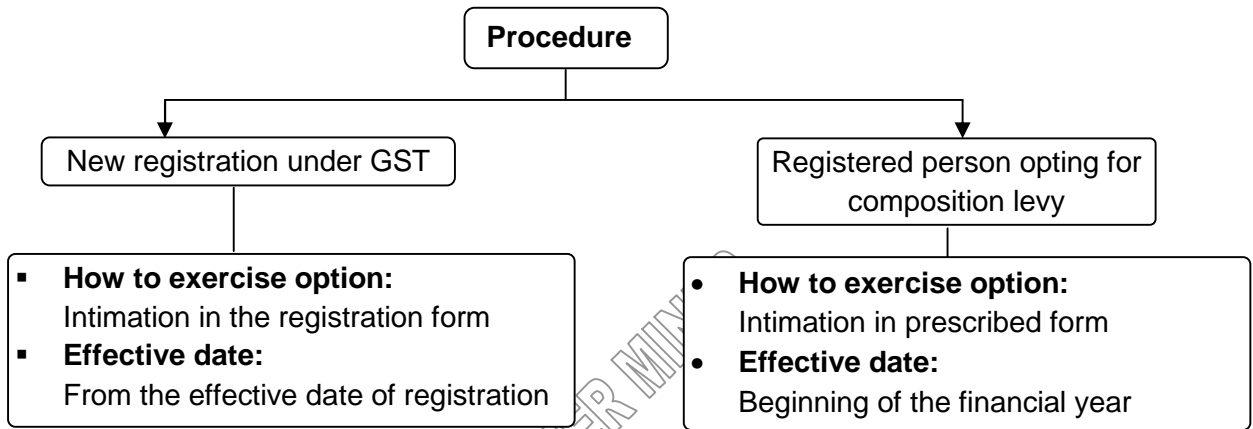 Procedure
New registration under GST
Registered person opting for
composition levy
▪ How to exercise option:
Intimation in the registration form
▪ Effective date:
From the effective date of registration
• How to exercise option:
Intimation in prescribed form
• Effective date:
Beginning of the financial year